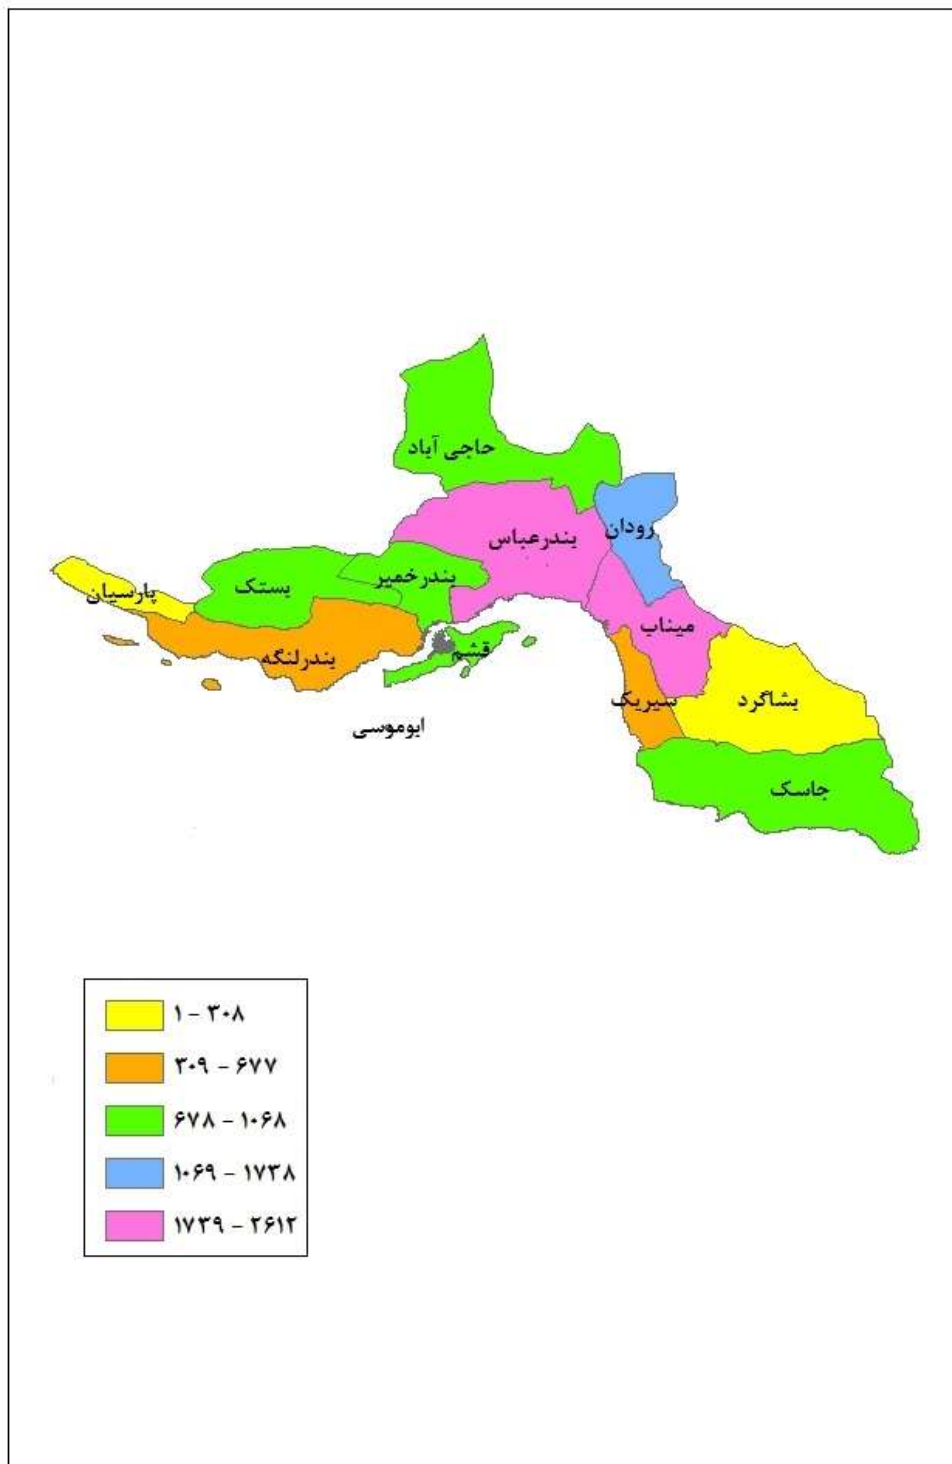 حاجی آباد
رودان
بندرعباس
بندرخمیر
بستک
پارسیان
میناب
قشم
بندرلنگه
بشاگرد
سیریک
ابوموسی
جاسک
۱ - ۳۰۸
۳۰۹ - ۶۷۷
۶۷۸ - ۱۰۶۸
۱۰۶۹ - ۱۷۳۸
۱۷۳۹ - ۲۶۱۲